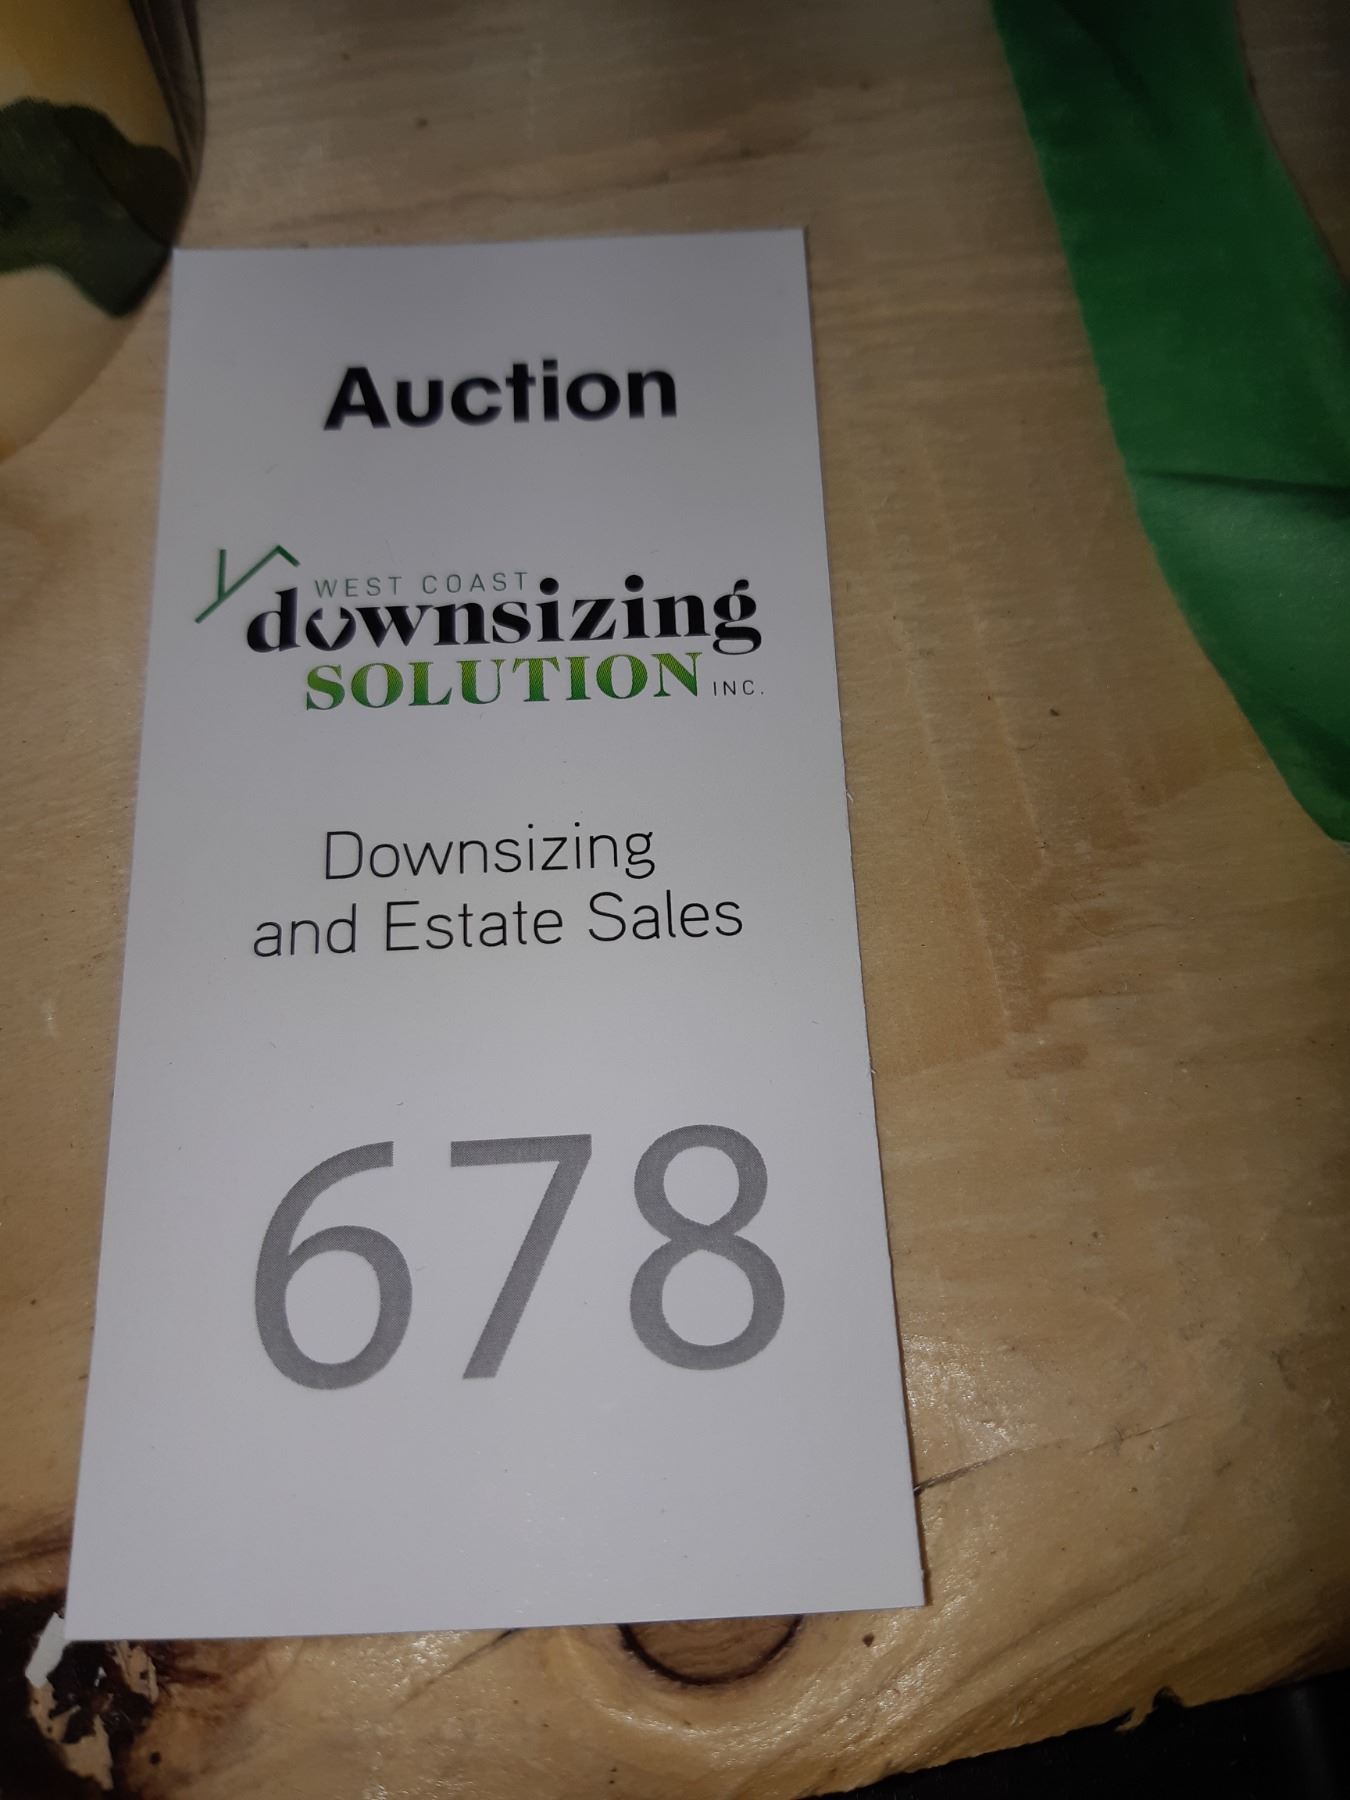 Auction
WEST COAST
downsizing
SOLUTION INC.
Downsizing
and Estate Sales
678